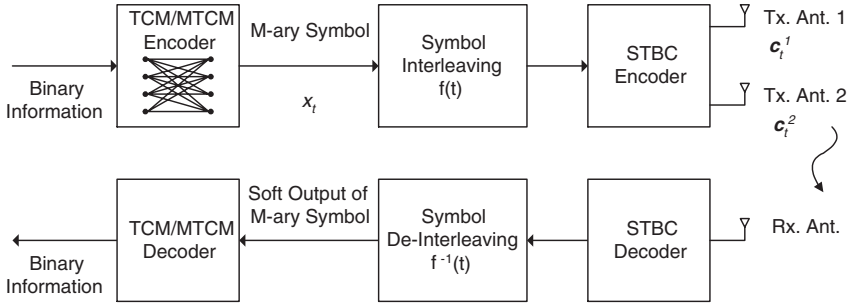 TCM/MTCM
Encoder
Binary
Information
M-ary Symbol
x_t
Symbol
Interleaving
f(t)
STBC
Encoder
Tx. Ant. 1
c_t^1
Tx. Ant. 2
c_t^2
TCM/MTCM
Decoder
Binary
Information
Soft Output of
M-ary Symbol
Symbol
De-Interleaving
f^-1(t)
STBC
Decoder
Rx. Ant.